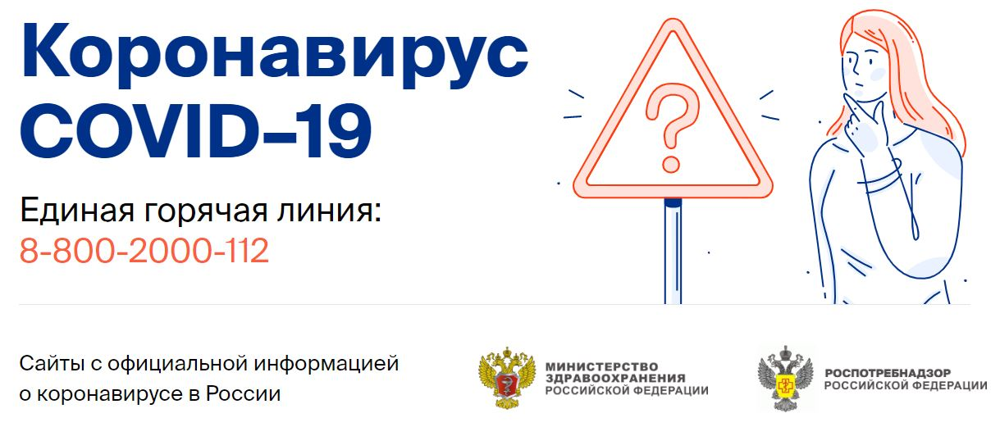 Коронавирус
COVID-19
Единая горячая линия:
8-800-2000-112
?
Сайты с официальной информацией
о коронавирусе в России
МИНИСТЕРСТВО
ЗДРАВООХРАНЕНИЯ
РОССИЙСКОЙ ФЕДЕРАЦИИ
РОСПОТРЕБНАДЗОР
РОССИЙСКОЙ ФЕДЕРАЦИИ